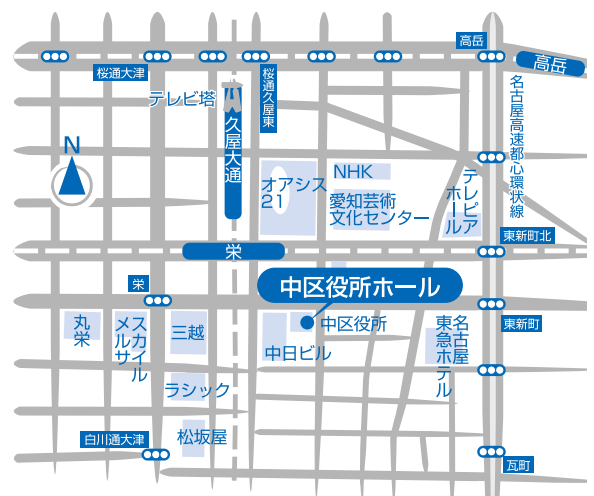 高岳
高岳
桜通大津
桜通久屋東
テレビ塔
久屋大通
名古屋高速都心環状線
N
オアシス
21
NHK
愛知芸術
文化センター
テレピア
ホール
東新町北
栄
栄
中区役所ホール
丸栄
スカイル
メルサ
三越
中区役所
中日ビル
名古屋
東急ホテル
東新町
ラシック
松坂屋
白川通大津
瓦町